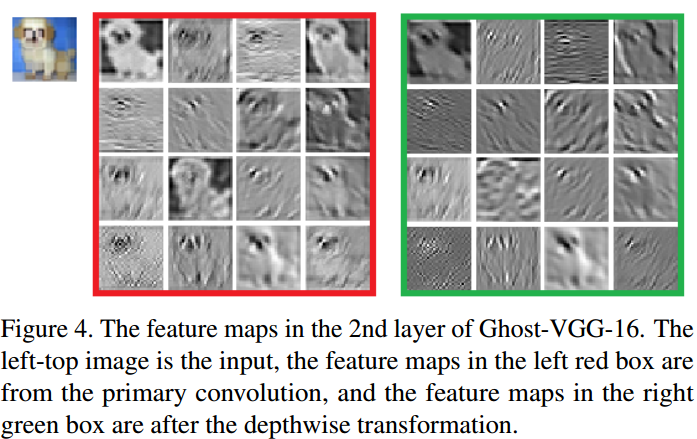 Figure 4. The feature maps in the 2nd layer of Ghost-VGG-16. The
left-top image is the input, the feature maps in the left red box are
from the primary convolution, and the feature maps in the right
green box are after the depthwise transformation.